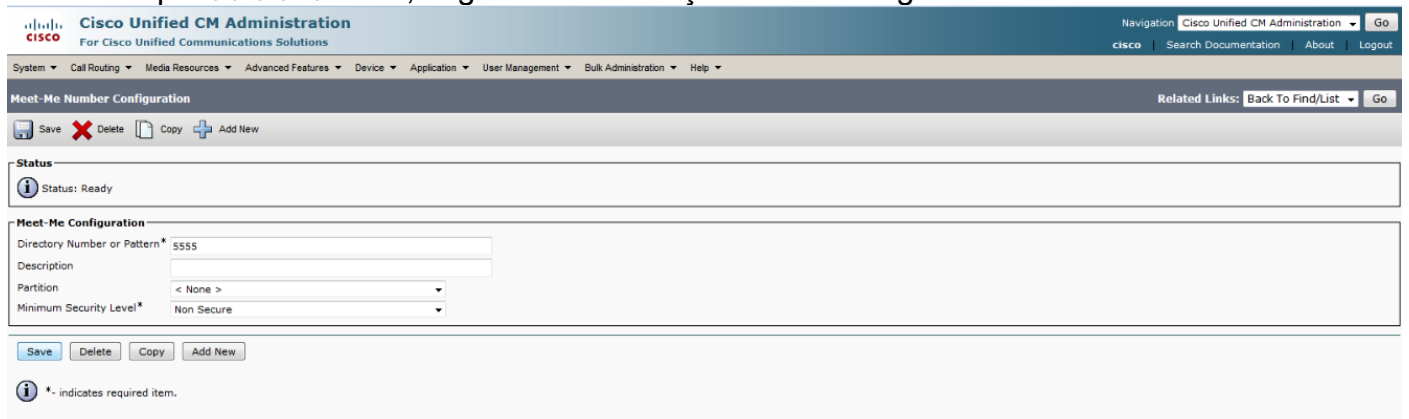 Cisco Unified CM Administration
For Cisco Unified Communications Solutions
Navigation Cisco Unified CM Administration Go
cisco | Search Documentation | About | Logout
System Call Routing Media Resources Advanced Features Device Application User Management Bulk Administration Help
Meet-Me Number Configuration
Related Links: Back To Find/List Go
Save Delete Copy Add New
Status
Status: Ready
Meet-Me Configuration
Directory Number or Pattern* 5555
Description
Partition < None >
Minimum Security Level* Non Secure
Save Delete Copy Add New
*- indicates required item.